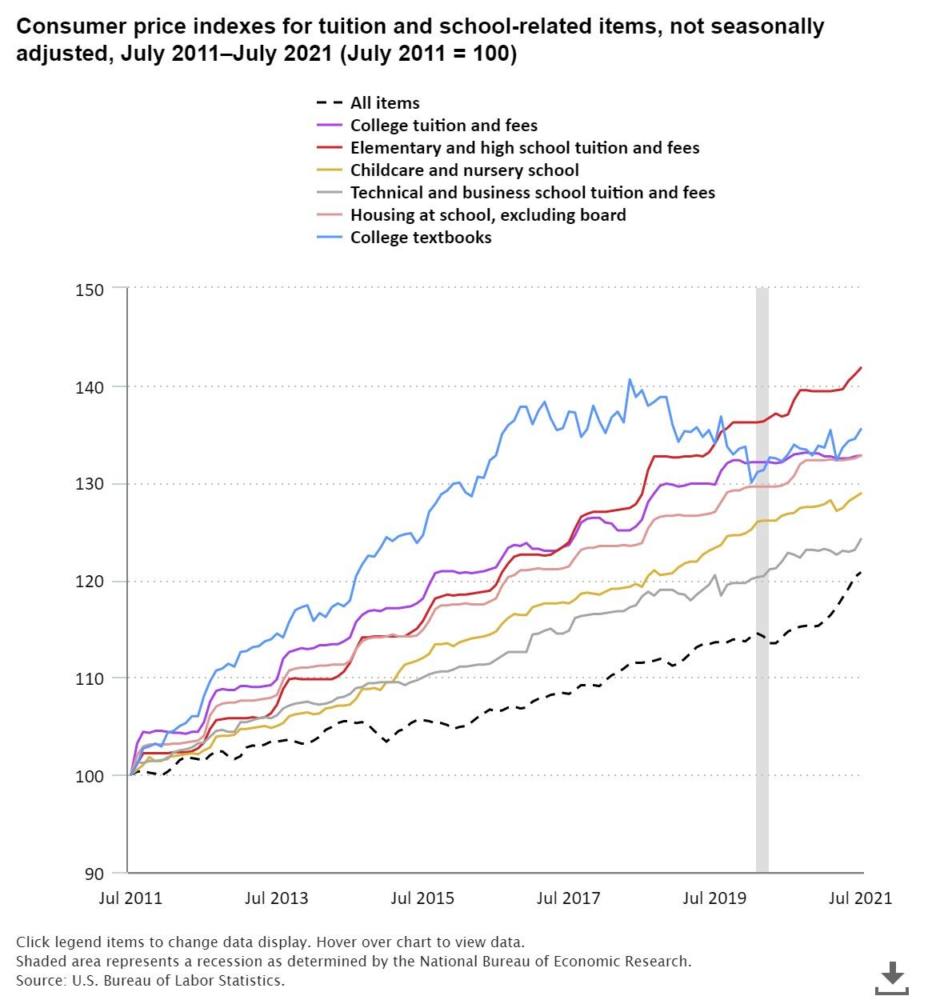 Consumer price indexes for tuition and school-related items, not seasonally
adjusted, July 2011–July 2021 (July 2011 = 100)
All items
College tuition and fees
Elementary and high school tuition and fees
Childcare and nursery school
Technical and business school tuition and fees
Housing at school, excluding board
College textbooks
150
140
130
120
110
100
90
Jul 2011 Jul 2013 Jul 2015 Jul 2017 Jul 2019 Jul 2021
Click legend items to change data display. Hover over chart to view data.
Shaded area represents a recession as determined by the National Bureau of Economic Research.
Source: U.S. Bureau of Labor Statistics.